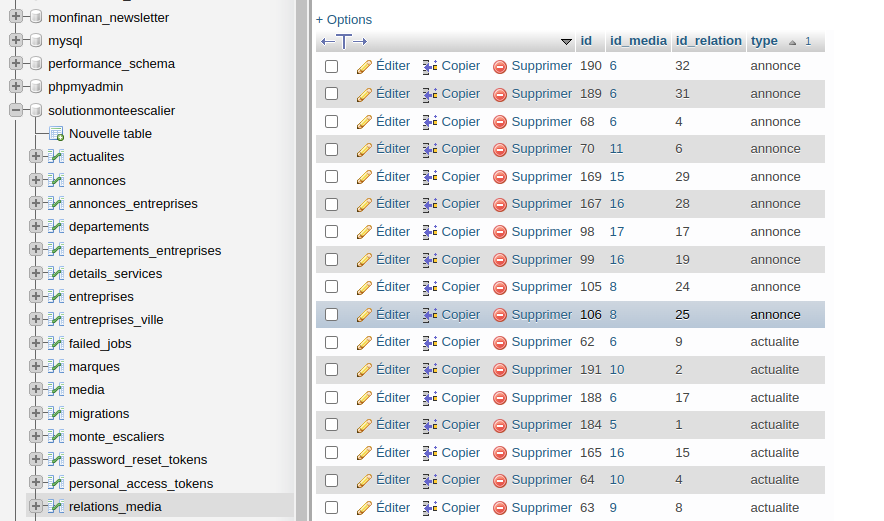 monfinan_newsletter
mysql
performance_schema
phpmyadmin
solutionmonteescalier
Nouvelle table
actualites
annonces
annonces_entreprises
departements
departements_entreprises
details_services
entreprises
entreprises_ville
failed_jobs
marques
media
migrations
monte_escaliers
password_reset_tokens
personal_access_tokens
relations_media
+ Options
id id_media id_relation type 1
Éditer Copier Supprimer 190 6 32 annonce
Éditer Copier Supprimer 189 6 31 annonce
Éditer Copier Supprimer 68 6 4 annonce
Éditer Copier Supprimer 70 11 6 annonce
Éditer Copier Supprimer 169 15 29 annonce
Éditer Copier Supprimer 167 16 28 annonce
Éditer Copier Supprimer 98 17 17 annonce
Éditer Copier Supprimer 99 16 19 annonce
Éditer Copier Supprimer 105 8 24 annonce
Éditer Copier Supprimer 106 8 25 annonce
Éditer Copier Supprimer 62 6 9 actualite
Éditer Copier Supprimer 191 10 2 actualite
Éditer Copier Supprimer 188 6 17 actualite
Éditer Copier Supprimer 184 5 1 actualite
Éditer Copier Supprimer 165 16 15 actualite
Éditer Copier Supprimer 64 10 4 actualite
Éditer Copier Supprimer 63 9 8 actualite